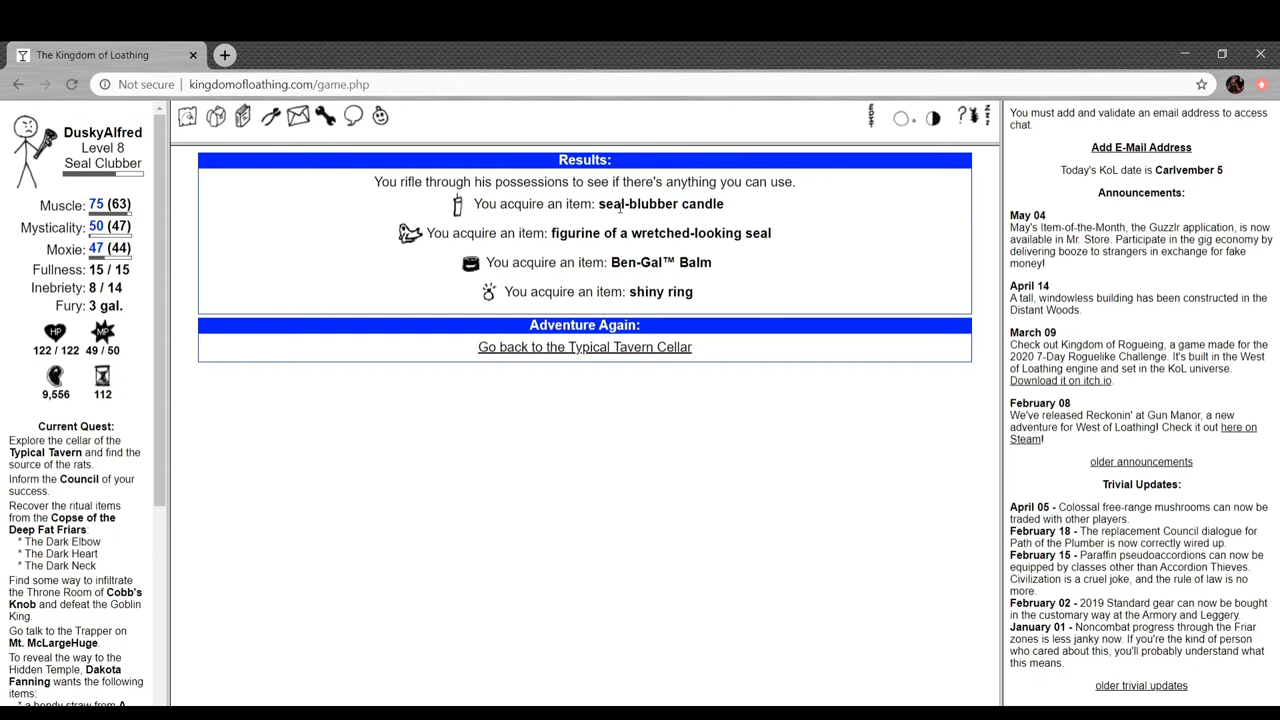 The Kingdom of Loathing
Not secure
kingdomofloathing.com/game.php
DuskyAlfred
Level 8
Seal Clubber
Muscle: 75 (63)
Mysticality: 50 (47)
Moxie: 47 (44)
Fullness: 15 / 15
Inebriety: 8 / 14
Fury: 3 gal.
HP MP
122 / 122 49 / 50
9,556 112
Current Quest:
Explore the cellar of the
Typical Tavern and find the
source of the rats.
Inform the Council of your
success.
Recover the ritual items
from the Copse of the
Deep Fat Friars:
* The Dark Elbow
* The Dark Heart
* The Dark Neck
Find some way to infiltrate
the Throne Room of Cobb's
Knob and defeat the Goblin
King.
Go talk to the Trapper on
Mt. McLargeHuge.
To reveal the way to the
Hidden Temple, Dakota
Fanning wants the following
items:
* a bendy straw from A
Results:
You rifle through his possessions to see if there's anything you can use.
You acquire an item: seal-blubber candle
You acquire an item: figurine of a wretched-looking seal
You acquire an item: Ben-Gal™ Balm
You acquire an item: shiny ring
Adventure Again:
Go back to the Typical Tavern Cellar
You must add and validate an email address to access
chat.
Add E-Mail Address
Today's KoL date is Carlvember 5
Announcements:
May 04
May's Item-of-the-Month, the Guzzlr application, is now
available in Mr. Store. Participate in the gig economy by
delivering booze to strangers in exchange for fake
money!
April 14
A tall, windowless building has been constructed in the
Distant Woods.
March 09
Check out Kingdom of Rogueing, a game made for the
2020 7-Day Roguelike Challenge. It's built in the West
of Loathing engine and set in the KoL universe.
Download it on itch.io.
February 08
We've released Reckonin' at Gun Manor, a new
adventure for West of Loathing! Check it out here on
Steam!
older announcements
Trivial Updates:
April 05 - Colossal free-range mushrooms can now be
traded with other players.
February 18 - The replacement Council dialogue for
Path of the Plumber is now correctly wired up.
February 15 - Paraffin pseudoaccordions can now be
equipped by classes other than Accordion Thieves.
Civilization is a cruel joke, and the rule of law is no
more.
February 02 - 2019 Standard gear can now be bought
in the customary way at the Armory and Leggery.
January 01 - Noncombat progress through the Friar
zones is less janky now. If you're the kind of person
who cared about this, you'll probably understand what
this means.
older trivial updates